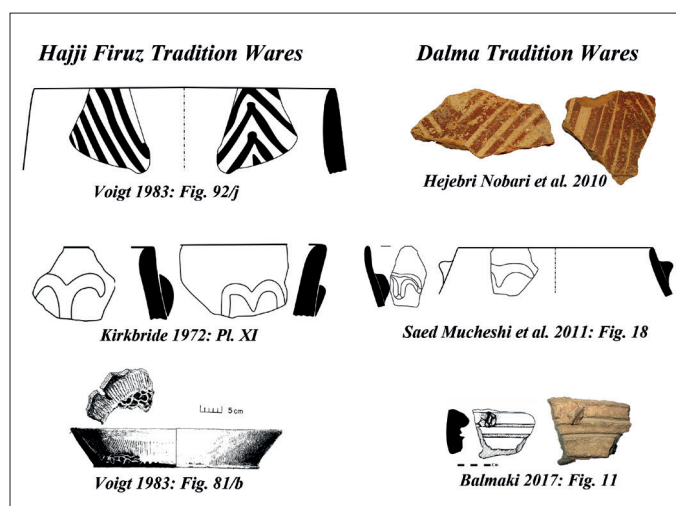 Hajji Firuz Tradition Wares
Dalma Tradition Wares
Voigt 1983: Fig. 92/j
Hejebri Nobari et al. 2010
Kirkbride 1972: Pl. XI
Saed Mucheshi et al. 2011: Fig. 18
5 cm
Voigt 1983: Fig. 81/b
Balmaki 2017: Fig. 11